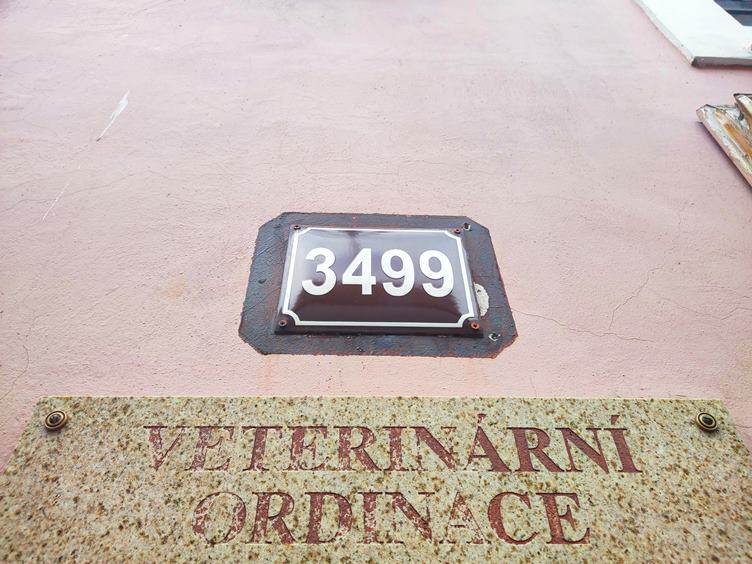 3499
VETERINÁRNÍ
ORDINACE